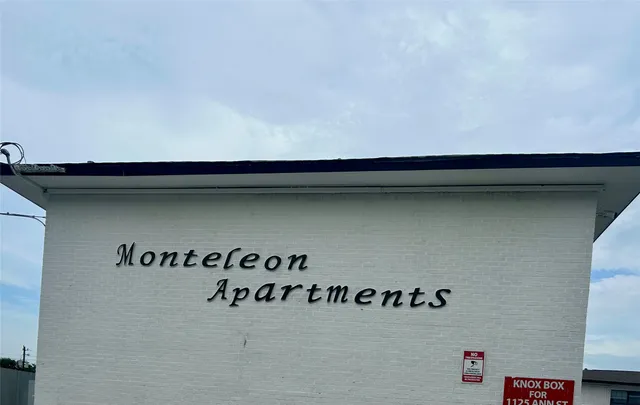 Monteleon
Apartments
NO
KNOX BOX
FOR
1125 ANN ST